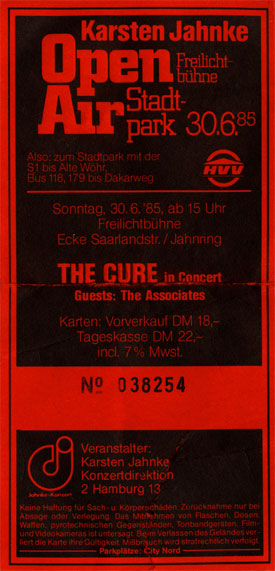 Karsten Jahnke
Open Freilicht-
bühne
Air Stadt-
park 30.6.85
Also: zum Stadtpark mit der
S1 bis Alte Wöhr,
Bus 118, 179 bis Dakarweg
HVV
Sonntag, 30.6.'85, ab 15 Uhr
Freilichtbühne
Ecke Saarlandstr./Jahnring
THE CURE in Concert
Guests: The Associates
Karten: Vorverkauf DM 18,–
Tageskasse DM 22,–
incl. 7% Mwst.
Nº 038254
Veranstalter:
Karsten Jahnke
Konzertdirektion
2 Hamburg 13
Jahnke-Konzert
Keine Haftung für Sach- u. Körperschäden. Zurücknahme nur bei
Absage oder Verlegung. Das Mitnehmen von Flaschen, Dosen,
Waffen, pyrotechnischen Gegenständen, Tonbandgeräten, Film-
und Videokameras ist untersagt. Beim Verlassen des Geländes ver-
liert die Karte ihre Gültigkeit. Mißbrauch wird strafrechtlich verfolgt.
Parkplätze: City Nord